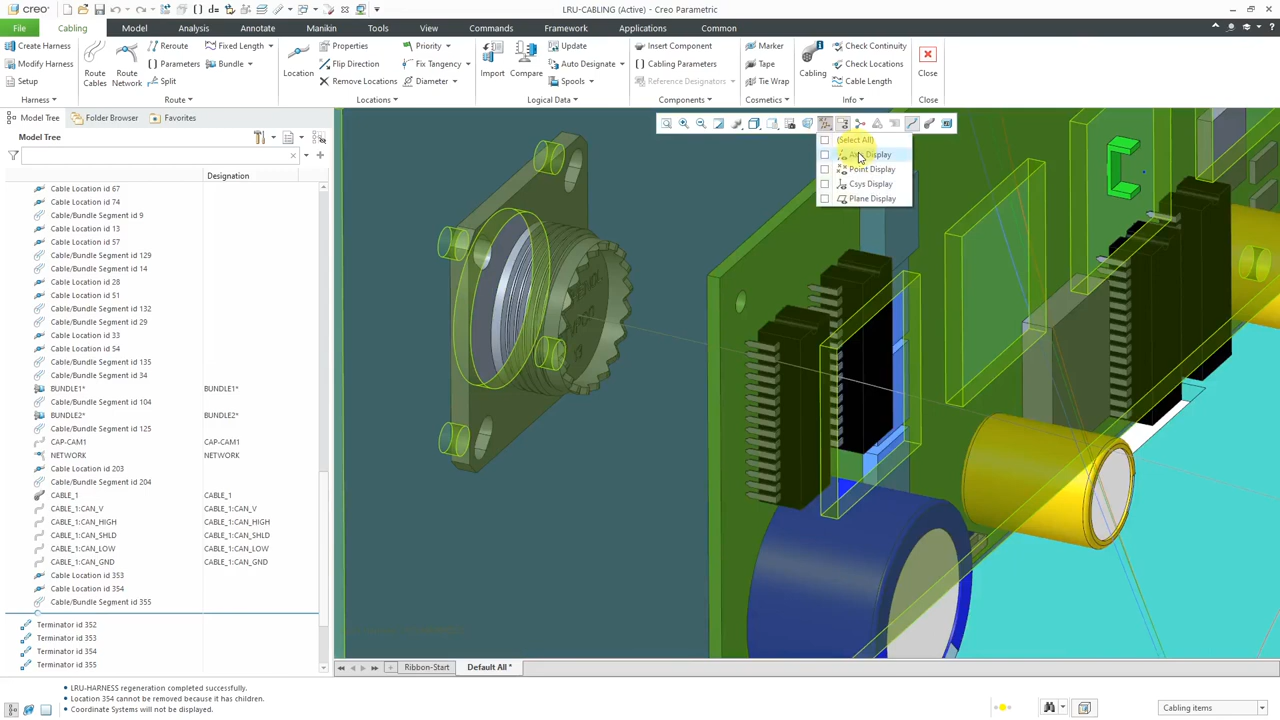 creo LRU-CABLING (Active) - Creo Parametric
File Cabling Model Analysis Annotate Manikin Tools View Commands Framework Applications Common
Create Harness
Modify Harness
Setup
Harness
Route Cables
Route Network
Reroute
Parameters
Split
Fixed Length
Bundle
Route
Location
Properties
Flip Direction
Remove Locations
Priority
Fix Tangency
Diameter
Locations
Import
Compare
Update
Auto Designate
Spools
Logical Data
Insert Component
Cabling Parameters
Reference Designators
Components
Marker
Tape
Tie Wrap
Cosmetics
Cabling
Check Continuity
Check Locations
Cable Length
Info
Close
Close
Model Tree Folder Browser Favorites
Model Tree
Designation
Cable Location id 67
Cable Location id 74
Cable/Bundle Segment id 9
Cable Location id 13
Cable Location id 57
Cable/Bundle Segment id 129
Cable/Bundle Segment id 14
Cable Location id 28
Cable Location id 51
Cable/Bundle Segment id 132
Cable/Bundle Segment id 29
Cable Location id 33
Cable Location id 54
Cable/Bundle Segment id 135
Cable/Bundle Segment id 34
BUNDLE1* BUNDLE1*
Cable/Bundle Segment id 104
BUNDLE2* BUNDLE2*
Cable/Bundle Segment id 125
CAP-CAM1 CAP-CAM1
NETWORK NETWORK
Cable Location id 203
Cable/Bundle Segment id 204
CABLE_1 CABLE_1
CABLE_1:CAN_V CABLE_1:CAN_V
CABLE_1:CAN_HIGH CABLE_1:CAN_HIGH
CABLE_1:CAN_SHLD CABLE_1:CAN_SHLD
CABLE_1:CAN_LOW CABLE_1:CAN_LOW
CABLE_1:CAN_GND CABLE_1:CAN_GND
Cable Location id 353
Cable Location id 354
Cable/Bundle Segment id 355
Terminator id 352
Terminator id 353
Terminator id 354
Terminator id 355
(Select All)
Axis Display
Point Display
Csys Display
Plane Display
Ribbon-Start Default All *
LRU-HARNESS regeneration completed successfully.
Location 354 cannot be removed because it has children.
Coordinate Systems will not be displayed.
Cabling items